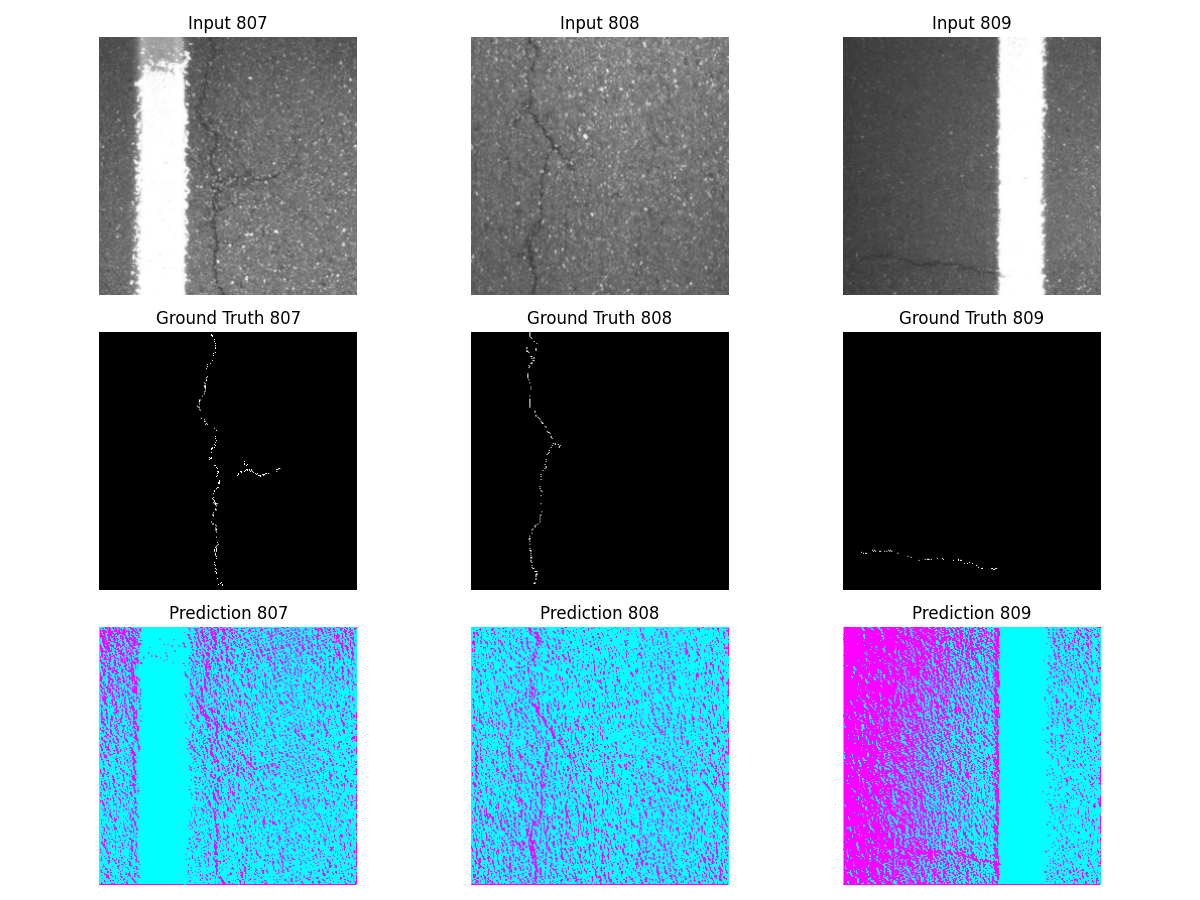 Input 807
Input 808
Input 809
Ground Truth 807
Ground Truth 808
Ground Truth 809
Prediction 807
Prediction 808
Prediction 809